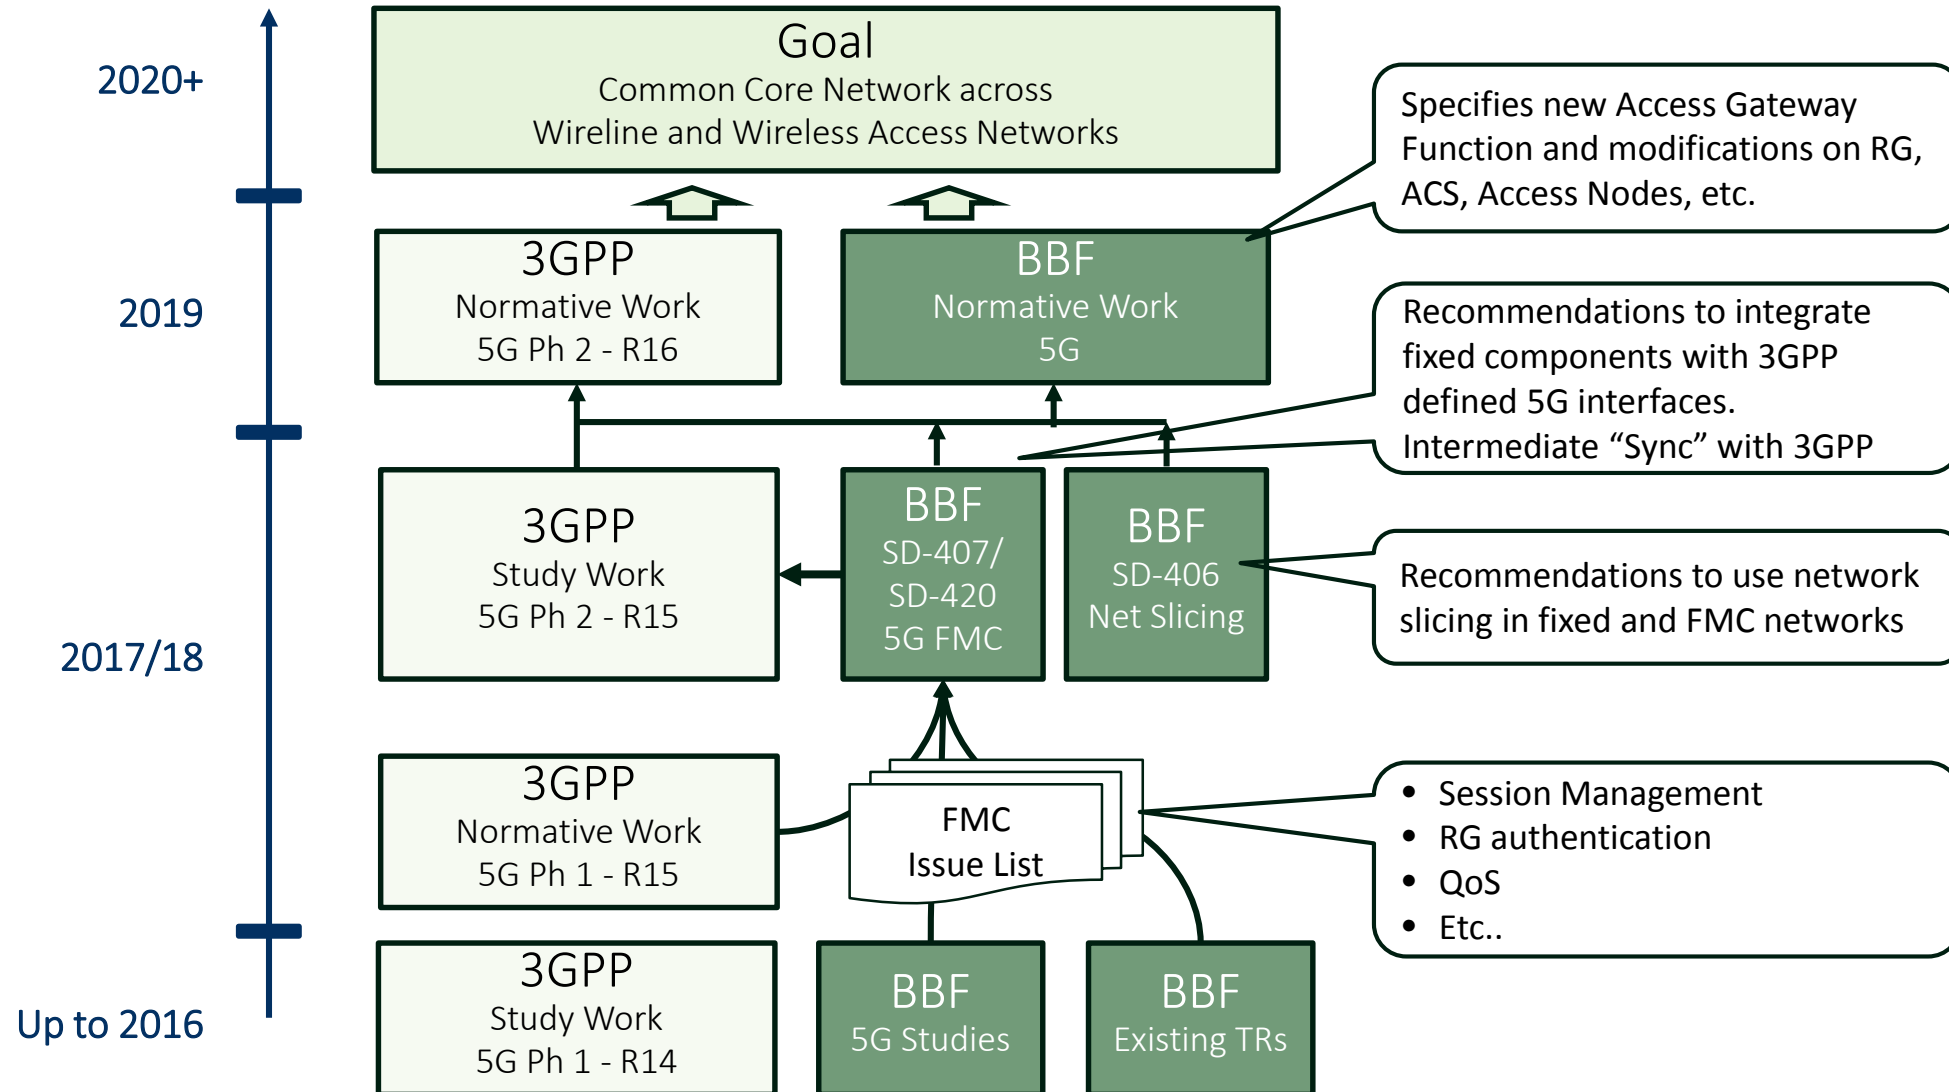 2020+
Goal
Common Core Network across
Wireline and Wireless Access Networks
Specifies new Access Gateway
Function and modifications on RG,
ACS, Access Nodes, etc.
2019
3GPP
Normative Work
5G Ph 2 - R16
BBF
Normative Work
5G
Recommendations to integrate
fixed components with 3GPP
defined 5G interfaces.
Intermediate “Sync” with 3GPP
2017/18
3GPP
Study Work
5G Ph 2 - R15
BBF
SD-407/
SD-420
5G FMC
BBF
SD-406
Net Slicing
Recommendations to use network
slicing in fixed and FMC networks
3GPP
Normative Work
5G Ph 1 - R15
FMC
Issue List
• Session Management
• RG authentication
• QoS
• Etc..
Up to 2016
3GPP
Study Work
5G Ph 1 - R14
BBF
5G Studies
BBF
Existing TRs